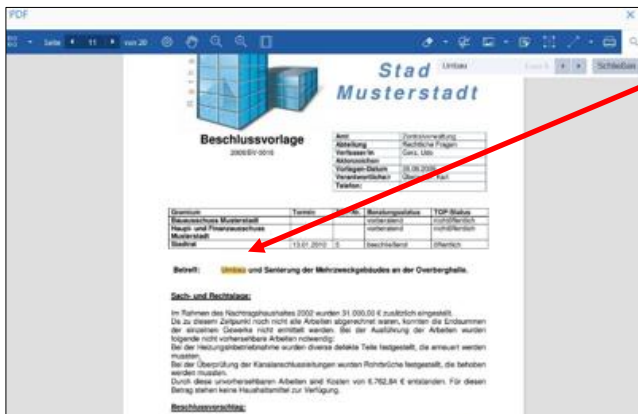 PDF
Seite 11 von 20
Umbau
Schließen
Stad
Musterstadt
Beschlussvorlage
2008/BV-0016
Amt Zentralverwaltung
Abteilung Rechtliche Fragen
Verfasser/in
Aktenzeichen
Vorlagen-Datum
Verantwortliche/r
Telefon:
Gremium Termin Beratungsstatus TOP-Status
Bauausschuss Musterstadt vorberatend nichtöffentlich
Haupt- und Finanzausschuss Musterstadt vorberatend nichtöffentlich
Stadtrat 13.01.2010 beschließend öffentlich
Betreff: Umbau und Sanierung der Mehrzweckgebäudes an der Overberghalle.
Sach- und Rechtslage:
Im Rahmen des Nachtragshaushaltes 2002 wurden 31.000,00 € zusätzlich eingestellt.
Da zu diesem Zeitpunkt noch nicht alle Arbeiten abgerechnet waren, konnten die Endsummen
der einzelnen Gewerke nicht ermittelt werden. Bei der Ausführung der Arbeiten wurden
folgende nicht vorhersehbare Arbeiten notwendig:
Bei der Heizungsinbetriebnahme wurden diverse defekte Teile festgestellt, die erneuert werden
mussten.
Bei der Überprüfung der Kanalanschlussleitungen wurden Rohrbrüche festgestellt, die behoben
werden mussten.
Durch diese unvorhersehbaren Arbeiten sind Kosten von 6.762,84 € entstanden. Für diesen
Betrag stehen keine Haushaltsmittel zur Verfügung.
Beschlussvorschlag: